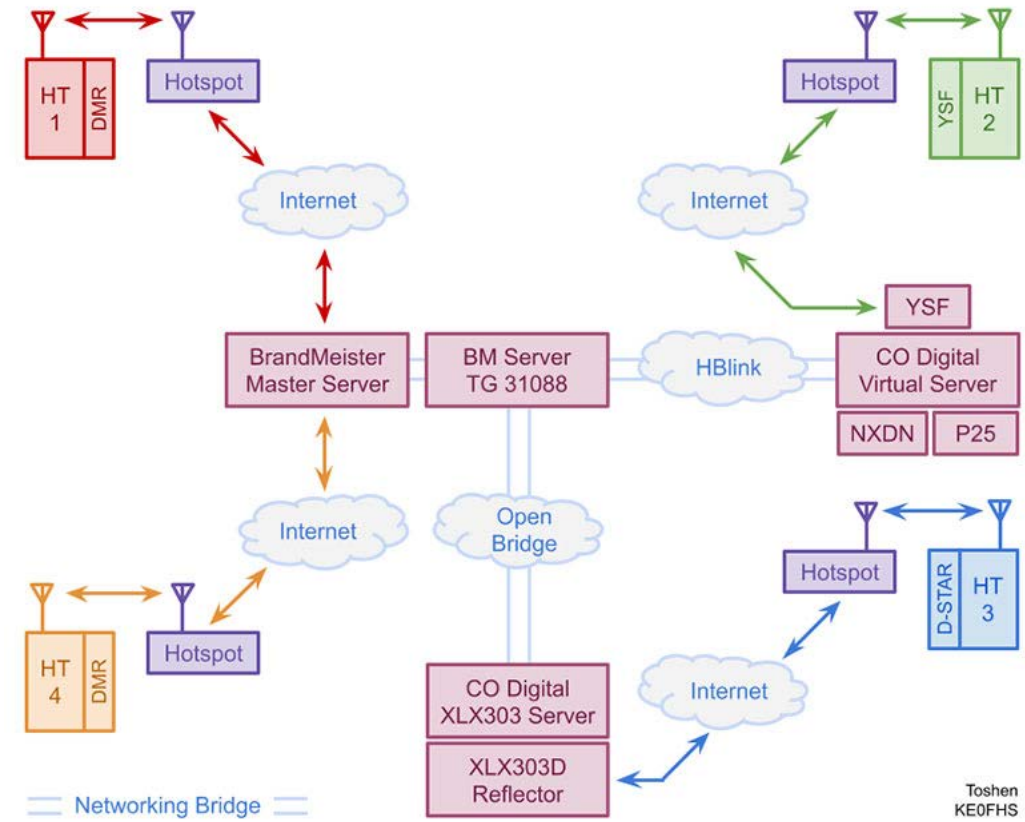 HT
1
DMR
Hotspot
Hotspot
YSF
HT
2
Internet
Internet
YSF
BrandMeister
Master Server
BM Server
TG 31088
HBlink
CO Digital
Virtual Server
NXDN
P25
Internet
Open
Bridge
Hotspot
D-STAR
HT
3
HT
4
DMR
Hotspot
CO Digital
XLX303 Server
Internet
XLX303D
Reflector
Networking Bridge
Toshen
KE0FHS